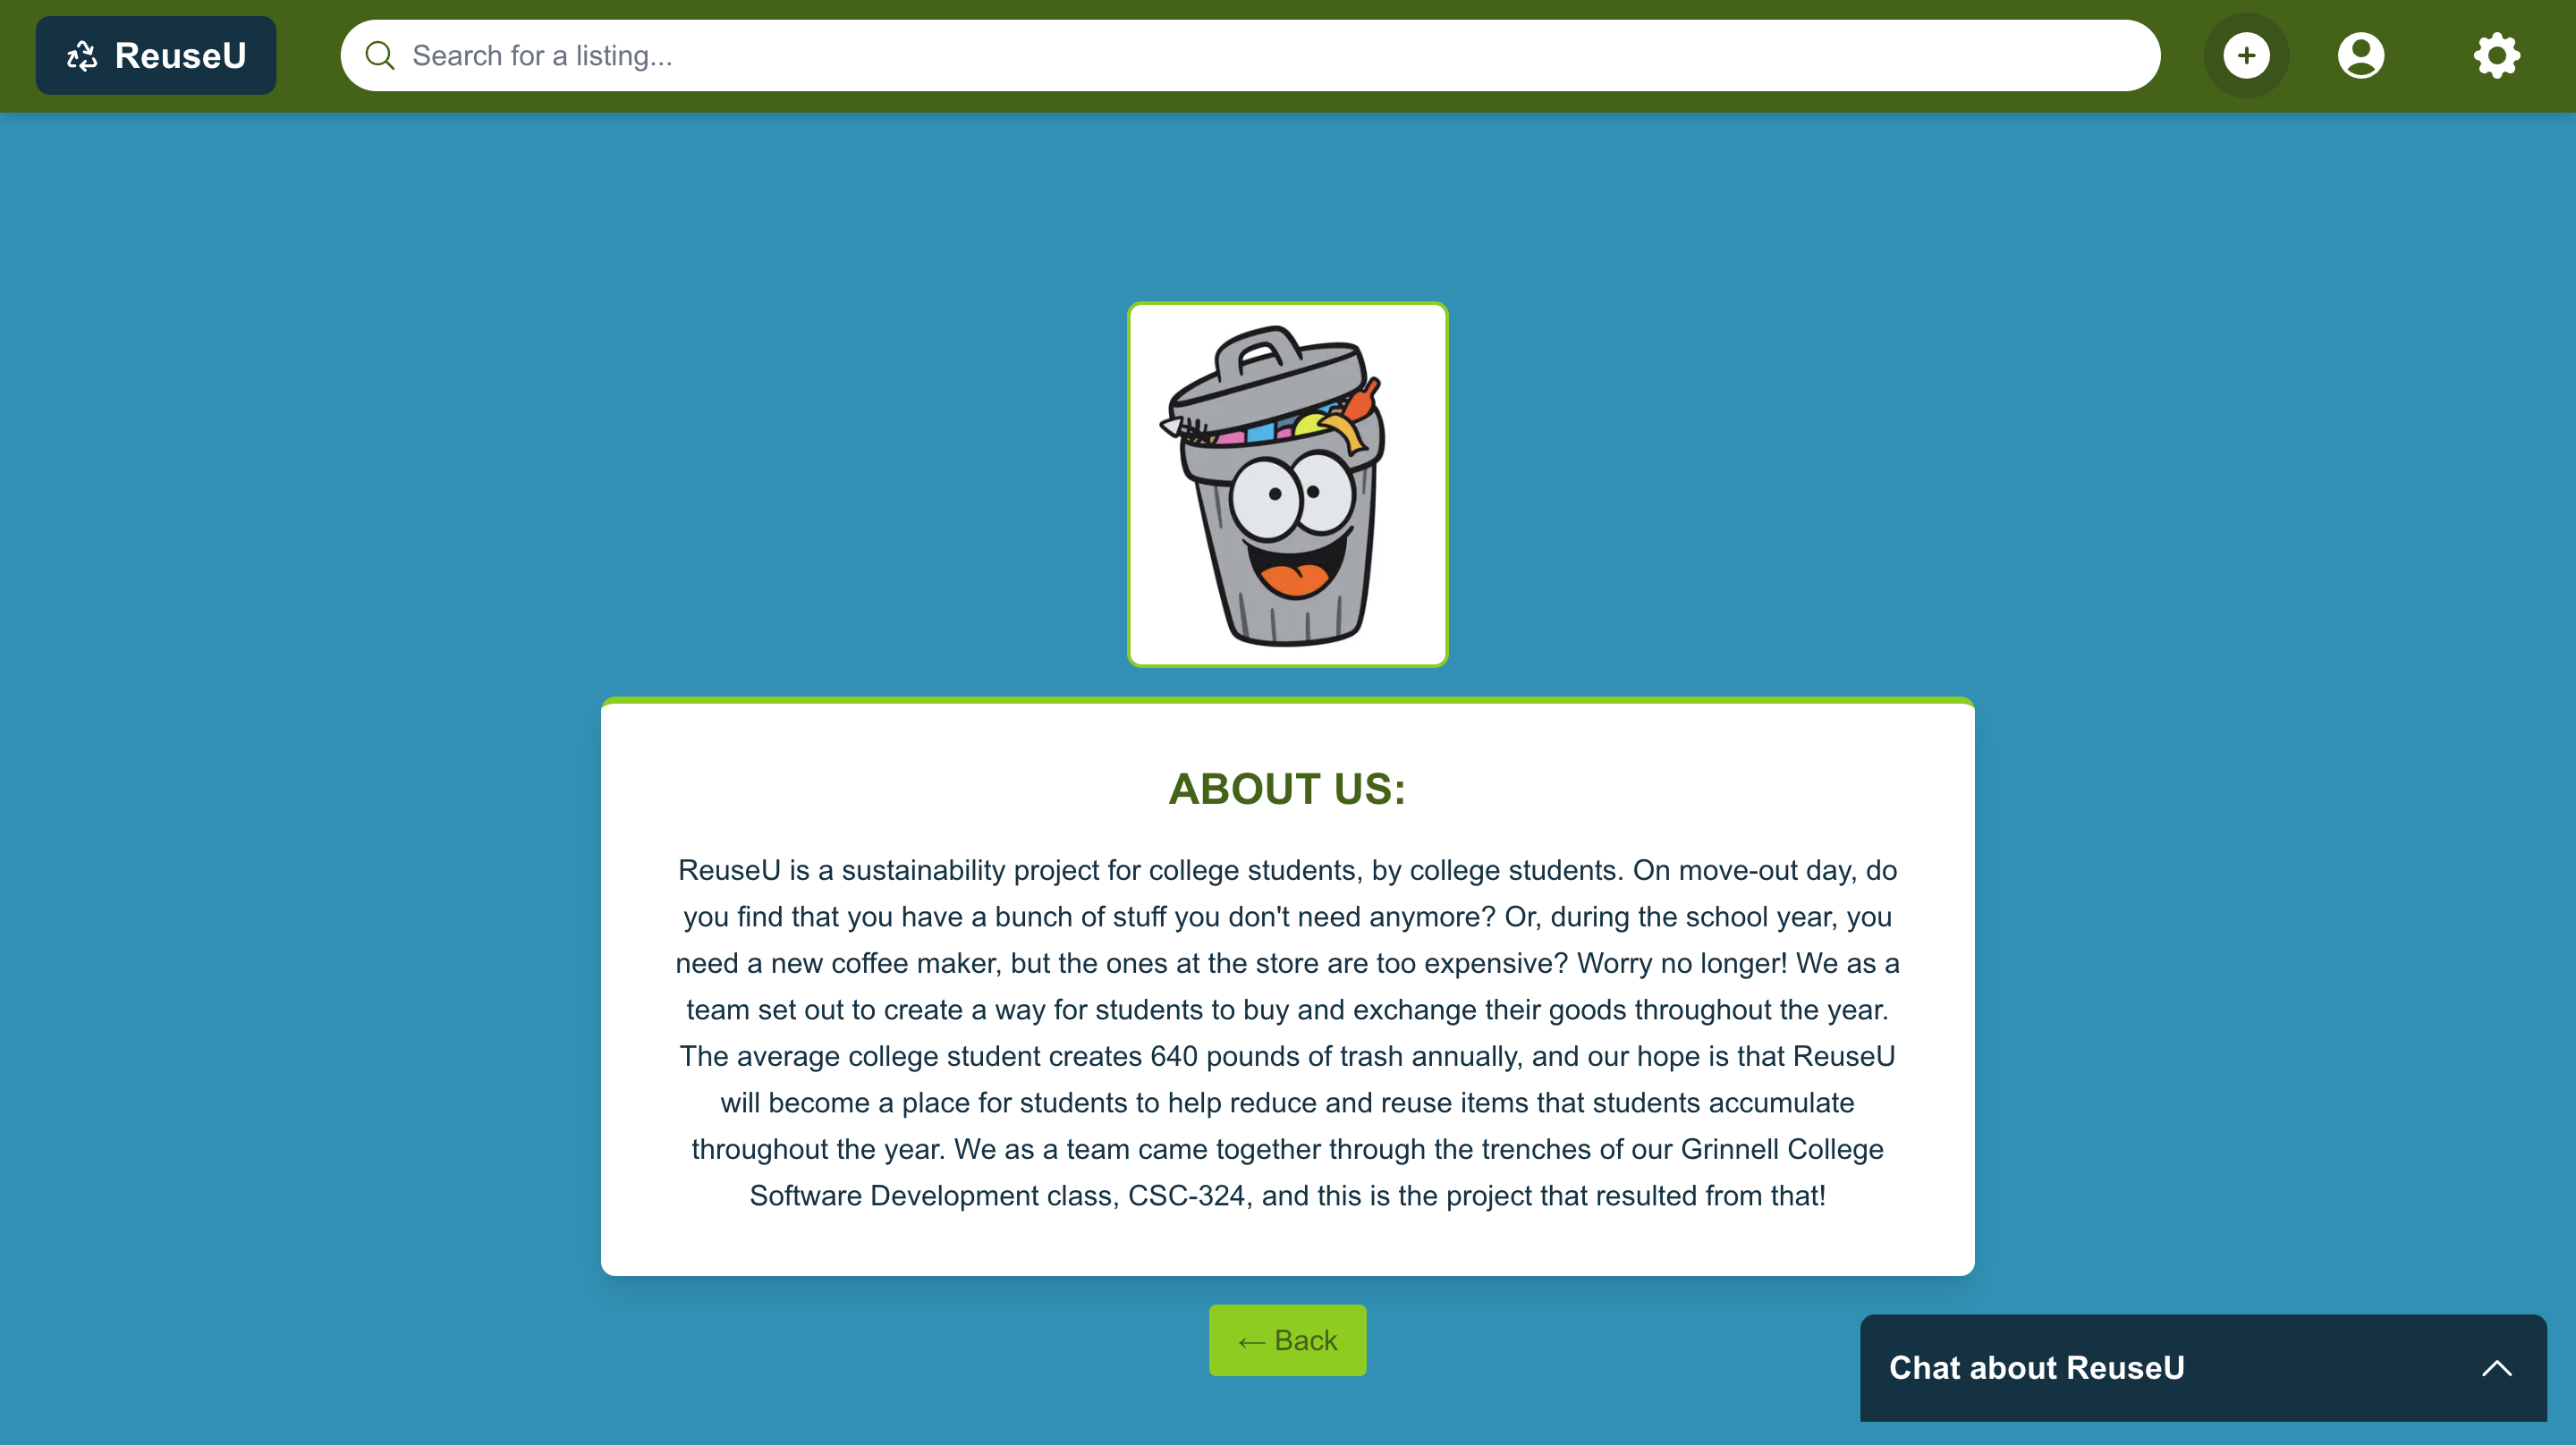 ReuseU
Search for a listing...
ABOUT US:
ReuseU is a sustainability project for college students, by college students. On move-out day, do
you find that you have a bunch of stuff you don't need anymore? Or, during the school year, you
need a new coffee maker, but the ones at the store are too expensive? Worry no longer! We as a
team set out to create a way for students to buy and exchange their goods throughout the year.
The average college student creates 640 pounds of trash annually, and our hope is that ReuseU
will become a place for students to help reduce and reuse items that students accumulate
throughout the year. We as a team came together through the trenches of our Grinnell College
Software Development class, CSC-324, and this is the project that resulted from that!
← Back
Chat about ReuseU